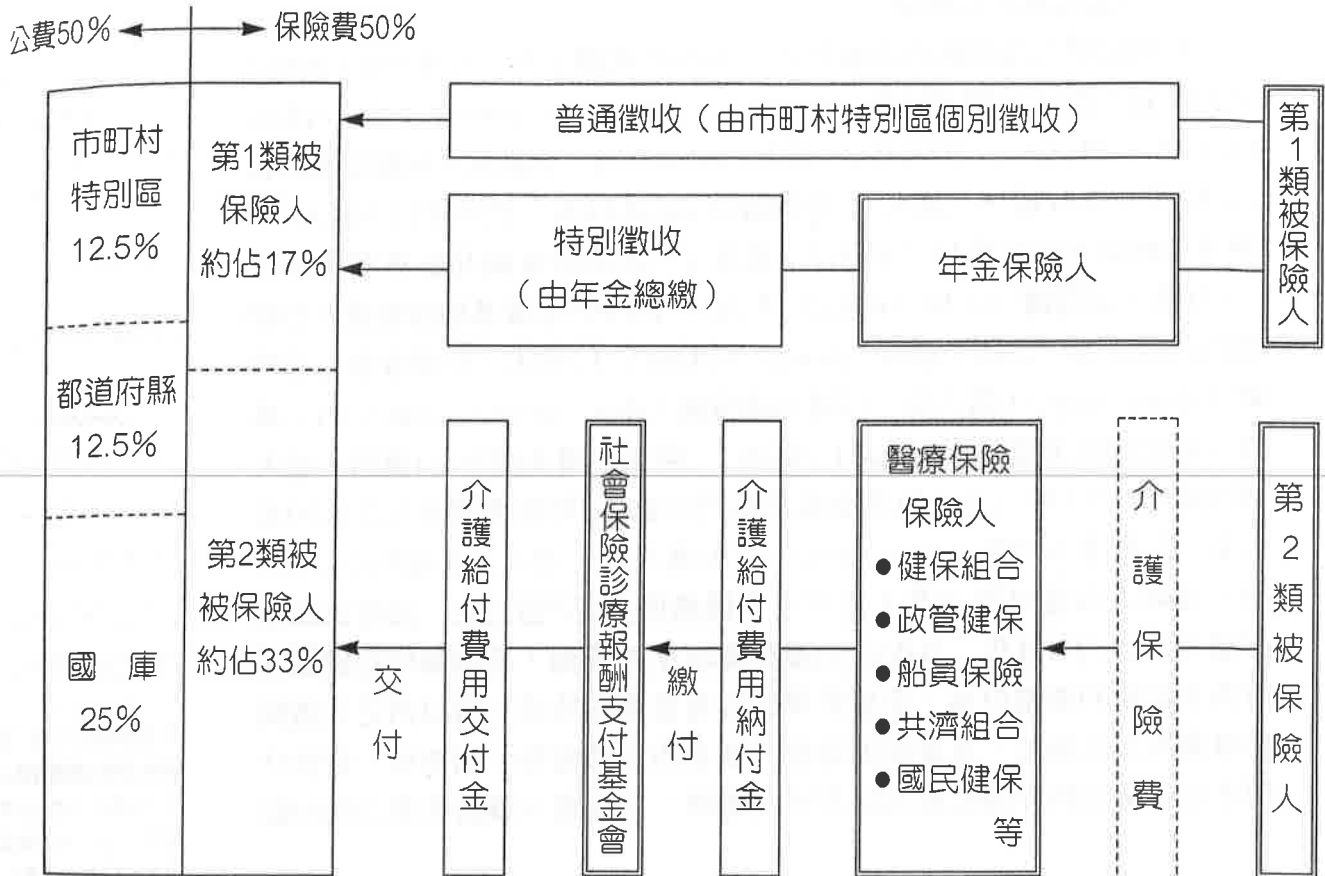 公費50% 保險費50%
市町村
特別區
12.5%
都道府縣
12.5%
國 庫
25%
第1類被
保險人
約佔17%
第2類被
被保險人
約佔33%
普通徵收（由市町村特別區個別徵收）
特別徵收
（由年金總繳）
年金保險人
第1類被保險人
交付
介護給付費用交付金
社會保險診療報酬支付基金會
繳付
介護給付費用納付金
醫療保險
保險人
●健保組合
●政管健保
●船員保險
●共濟組合
●國民健保
等
介護保險費
第2類被保險人